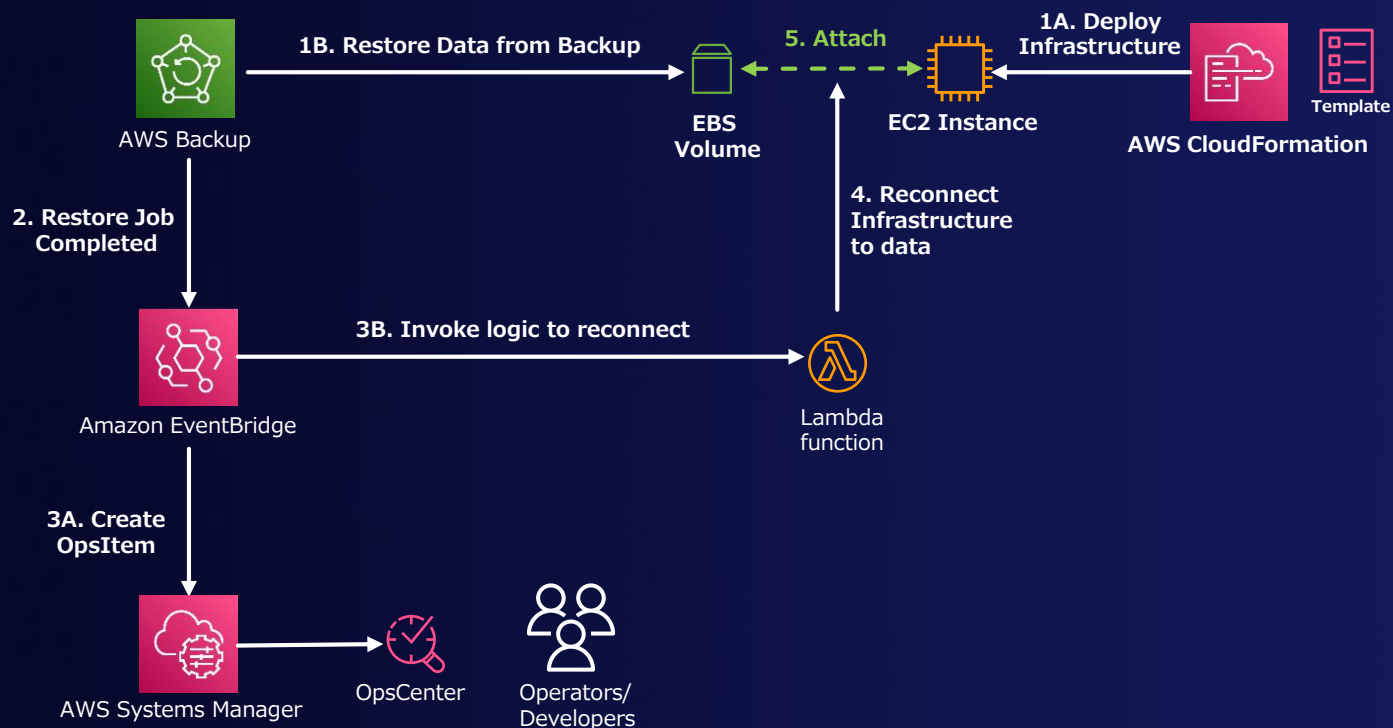 1B. Restore Data from Backup
5. Attach
1A. Deploy
Infrastructure
Template
AWS Backup
EBS
Volume
EC2 Instance
AWS CloudFormation
2. Restore Job
Completed
4. Reconnect
Infrastructure
to data
3B. Invoke logic to reconnect
Amazon EventBridge
Lambda
function
3A. Create
OpsItem
AWS Systems Manager
OpsCenter
Operators/
Developers